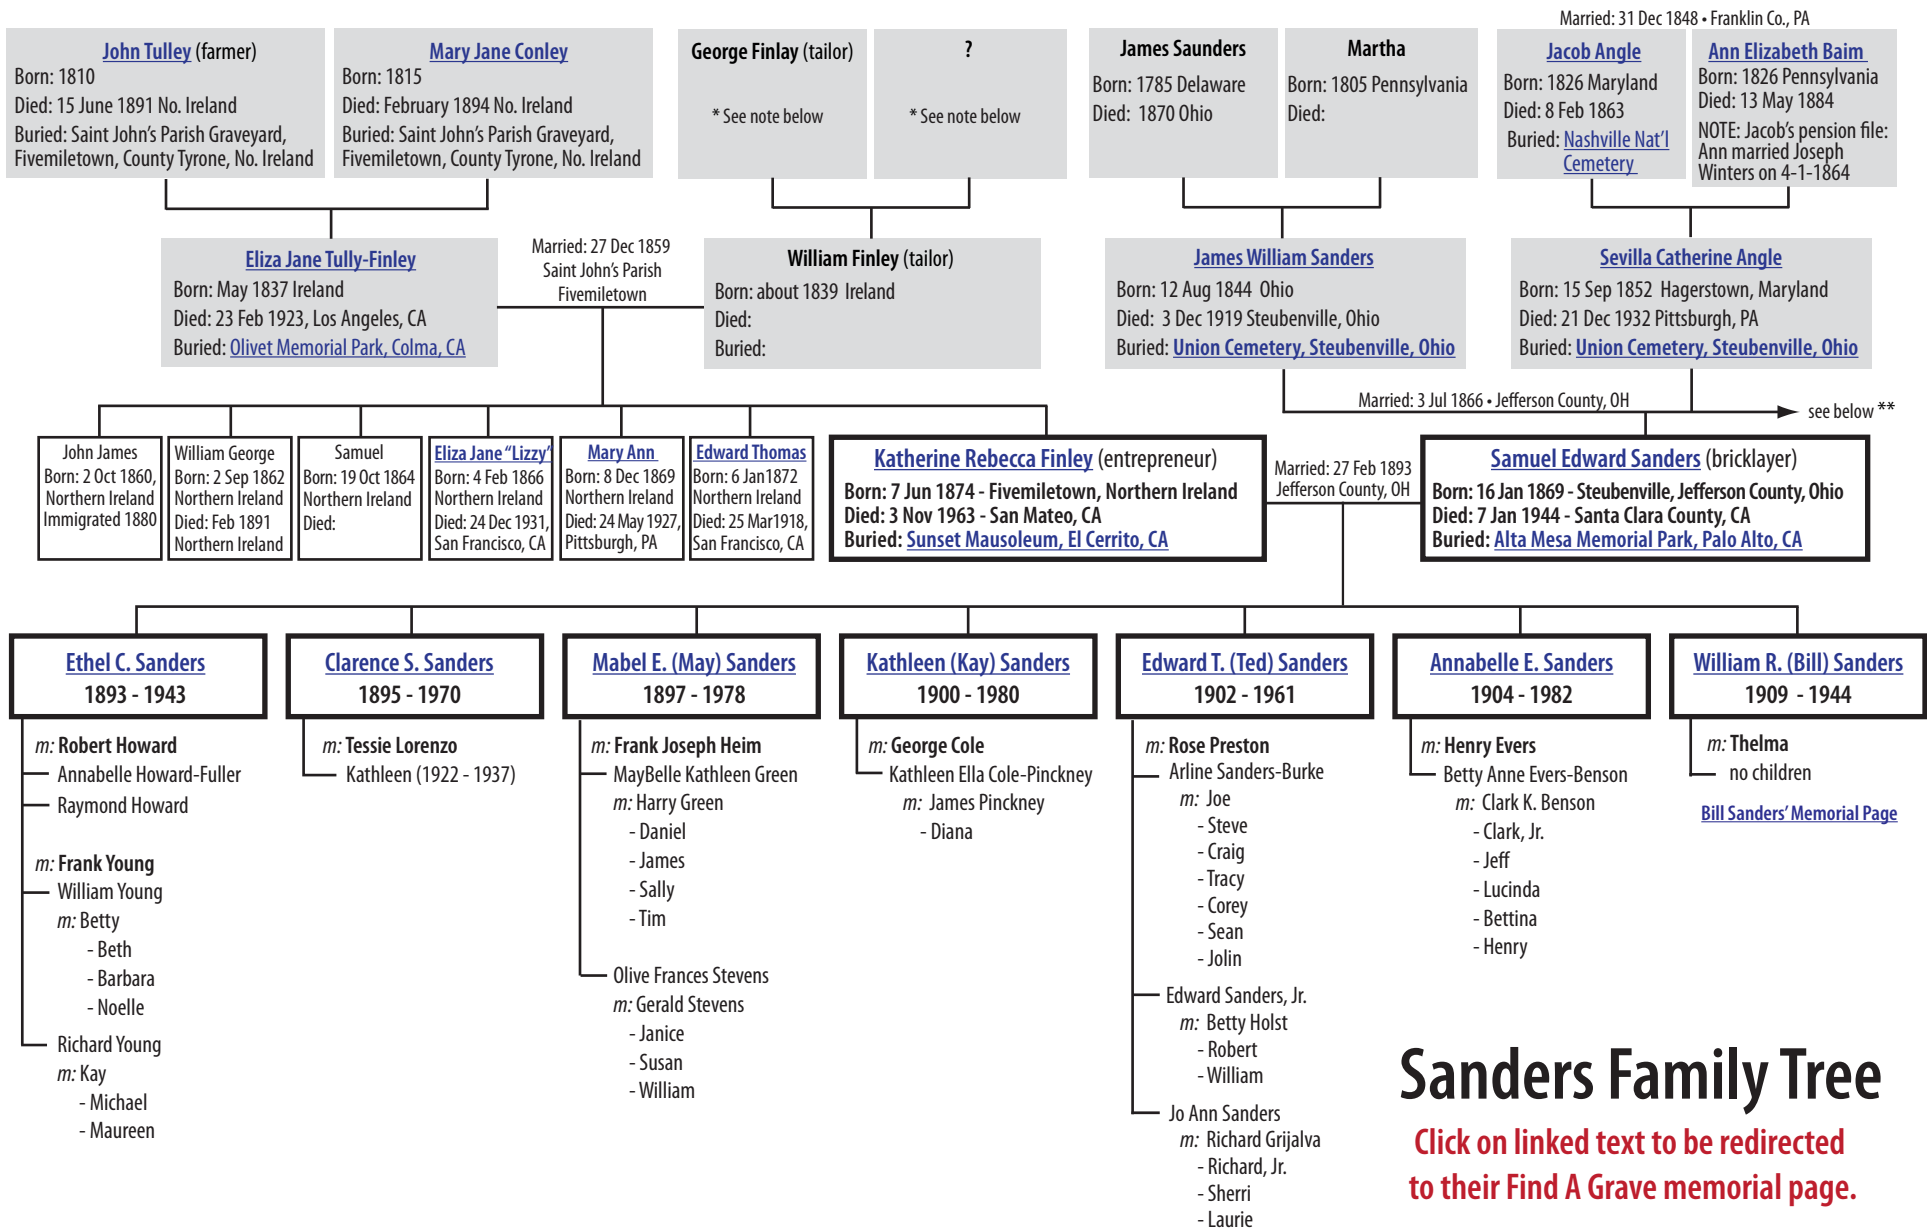 Married: 31 Dec 1848 • Franklin Co., PA
John Tulley (farmer)
Born: 1810
Died: 15 June 1891 No. Ireland
Buried: Saint John's Parish Graveyard,
Fivemiletown, County Tyrone, No. Ireland
Mary Jane Conley
Born: 1815
Died: February 1894 No. Ireland
Buried: Saint John's Parish Graveyard,
Fivemiletown, County Tyrone, No. Ireland
George Finlay (tailor)
* See note below
?
* See note below
James Saunders
Born: 1785 Delaware
Died: 1870 Ohio
Martha
Born: 1805 Pennsylvania
Died:
Jacob Angle
Born: 1826 Maryland
Died: 8 Feb 1863
Buried: Nashville Nat'l
Cemetery
Ann Elizabeth Baim
Born: 1826 Pennsylvania
Died: 13 May 1884
NOTE: Jacob's pension file:
Ann married Joseph
Winters on 4-1-1864
Eliza Jane Tully-Finley
Born: May 1837 Ireland
Died: 23 Feb 1923, Los Angeles, CA
Buried: Olivet Memorial Park, Colma, CA
Married: 27 Dec 1859
Saint John's Parish
Fivemiletown
William Finley (tailor)
Born: about 1839 Ireland
Died:
Buried:
James William Sanders
Born: 12 Aug 1844 Ohio
Died: 3 Dec 1919 Steubenville, Ohio
Buried: Union Cemetery, Steubenville, Ohio
Sevilla Catherine Angle
Born: 15 Sep 1852 Hagerstown, Maryland
Died: 21 Dec 1932 Pittsburgh, PA
Buried: Union Cemetery, Steubenville, Ohio
Married: 3 Jul 1866 • Jefferson County, OH
see below **
John James
Born: 2 Oct 1860,
Northern Ireland
Immigrated 1880
William George
Born: 2 Sep 1862
Northern Ireland
Died: Feb 1891
Northern Ireland
Samuel
Born: 19 Oct 1864
Northern Ireland
Died:
Eliza Jane "Lizzy"
Born: 4 Feb 1866
Northern Ireland
Died: 24 Dec 1931,
San Francisco, CA
Mary Ann
Born: 8 Dec 1869
Northern Ireland
Died: 24 May 1927,
Pittsburgh, PA
Edward Thomas
Born: 6 Jan1872
Northern Ireland
Died: 25 Mar1918,
San Francisco, CA
Katherine Rebecca Finley (entrepreneur)
Born: 7 Jun 1874 - Fivemiletown, Northern Ireland
Died: 3 Nov 1963 - San Mateo, CA
Buried: Sunset Mausoleum, El Cerrito, CA
Married: 27 Feb 1893
Jefferson County, OH
Samuel Edward Sanders (bricklayer)
Born: 16 Jan 1869 - Steubenville, Jefferson County, Ohio
Died: 7 Jan 1944 - Santa Clara County, CA
Buried: Alta Mesa Memorial Park, Palo Alto, CA
Ethel C. Sanders
1893 - 1943
m: Robert Howard
Annabelle Howard-Fuller
Raymond Howard
m: Frank Young
William Young
m: Betty
- Beth
- Barbara
- Noelle
Richard Young
m: Kay
- Michael
- Maureen
Clarence S. Sanders
1895 - 1970
m: Tessie Lorenzo
Kathleen (1922 - 1937)
Mabel E. (May) Sanders
1897 - 1978
m: Frank Joseph Heim
MayBelle Kathleen Green
m: Harry Green
- Daniel
- James
- Sally
- Tim
Olive Frances Stevens
m: Gerald Stevens
- Janice
- Susan
- William
Kathleen (Kay) Sanders
1900 - 1980
m: George Cole
Kathleen Ella Cole-Pinckney
m: James Pinckney
- Diana
Edward T. (Ted) Sanders
1902 - 1961
m: Rose Preston
Arline Sanders-Burke
m: Joe
- Steve
- Craig
- Tracy
- Corey
- Sean
- Jolin
Edward Sanders, Jr.
m: Betty Holst
- Robert
- William
Jo Ann Sanders
m: Richard Grijalva
- Richard, Jr.
- Sherri
- Laurie
Annabelle E. Sanders
1904 - 1982
m: Henry Evers
Betty Anne Evers-Benson
m: Clark K. Benson
- Clark, Jr.
- Jeff
- Lucinda
- Bettina
- Henry
William R. (Bill) Sanders
1909 - 1944
m: Thelma
no children
Bill Sanders' Memorial Page
Sanders Family Tree
Click on linked text to be redirected
to their Find A Grave memorial page.